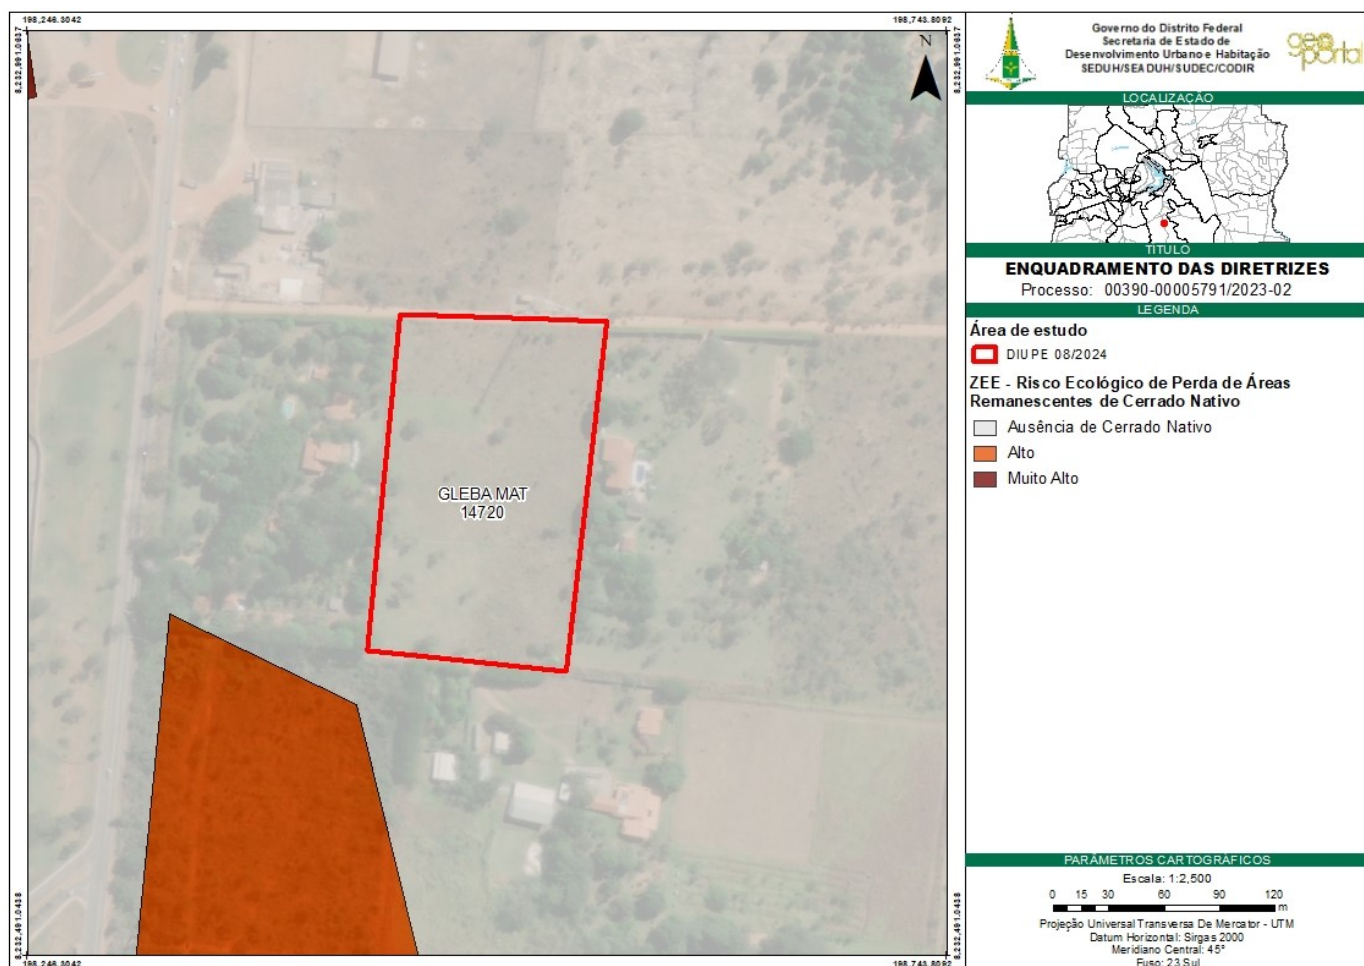 198,246.3042
198,743.8092
8,232,991.0637
8,232,991.0637
N
GLEBA MAT
14720
8,232,491.0438
8,232,491.0438
198,246.3042
198,743.8092
Governo do Distrito Federal
Secretaria de Estado de
Desenvolvimento Urbano e Habitação
SEDUH/SEADUH/SUDEC/CODIR
geo
portal
LOCALIZAÇÃO
TÍTULO
ENQUADRAMENTO DAS DIRETRIZES
Processo: 00390-00005791/2023-02
LEGENDA
Área de estudo
DIUPE 08/2024
ZEE - Risco Ecológico de Perda de Áreas
Remanescentes de Cerrado Nativo
Ausência de Cerrado Nativo
Alto
Muito Alto
PARÂMETROS CARTOGRÁFICOS
Escala: 1:2,500
0 15 30 60 90 120
m
Projeção Universal Transversa De Mercator - UTM
Datum Horizontal: Sirgas 2000
Meridiano Central: 45°
Fuso: 23 Sul